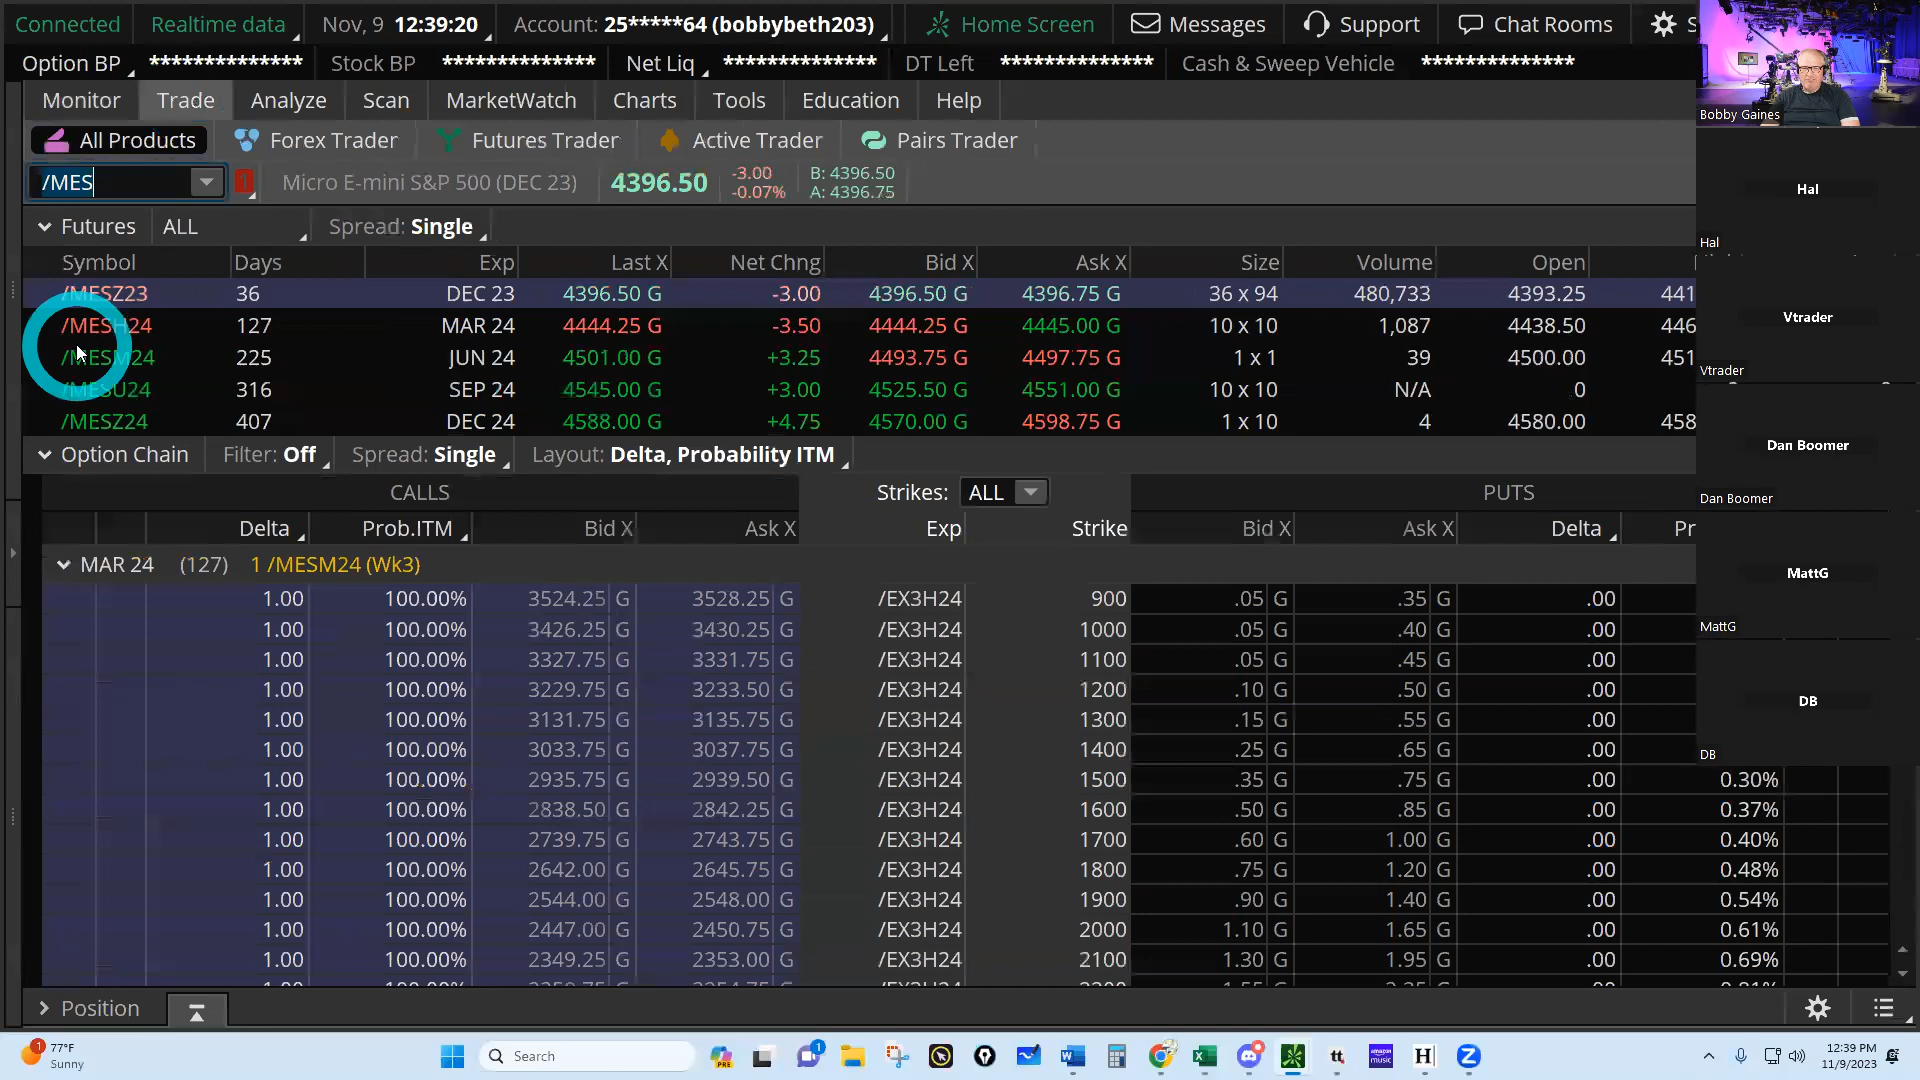 Connected Realtime data Nov, 9 12:39:20 Account: 25*****64 (bobbybeth203) Home Screen Messages Support Chat Rooms S
Option BP ************** Stock BP ************** Net Liq ************** DT Left ************** Cash & Sweep Vehicle **************
Bobby Gaines
Monitor Trade Analyze Scan MarketWatch Charts Tools Education Help
All Products Forex Trader Futures Trader Active Trader Pairs Trader
/MES 1 Micro E-mini S&P 500 (DEC 23) 4396.50 -3.00 B: 4396.50
-0.07% A: 4396.75
Hal
Hal
Futures ALL Spread: Single
Symbol Days Exp Last X Net Chng Bid X Ask X Size Volume Open
/MESZ23 36 DEC 23 4396.50 G -3.00 4396.50 G 4396.75 G 36 x 94 480,733 4393.25 441
/MESH24 127 MAR 24 4444.25 G -3.50 4444.25 G 4445.00 G 10 x 10 1,087 4438.50 446
/MESM24 225 JUN 24 4501.00 G +3.25 4493.75 G 4497.75 G 1 x 1 39 4500.00 451
/MESU24 316 SEP 24 4545.00 G +3.00 4525.50 G 4551.00 G 10 x 10 N/A 0
/MESZ24 407 DEC 24 4588.00 G +4.75 4570.00 G 4598.75 G 1 x 10 4 4580.00 458
Vtrader
Vtrader
Option Chain Filter: Off Spread: Single Layout: Delta, Probability ITM
Dan Boomer
Dan Boomer
CALLS Strikes: ALL PUTS
Delta Prob.ITM Bid X Ask X Exp Strike Bid X Ask X Delta Pr
MAR 24 (127) 1 /MESM24 (Wk3)
MattG
MattG
1.00 100.00% 3524.25 G 3528.25 G /EX3H24 900 .05 G .35 G .00
1.00 100.00% 3426.25 G 3430.25 G /EX3H24 1000 .05 G .40 G .00
1.00 100.00% 3327.75 G 3331.75 G /EX3H24 1100 .05 G .45 G .00
1.00 100.00% 3229.75 G 3233.50 G /EX3H24 1200 .10 G .50 G .00
1.00 100.00% 3131.75 G 3135.75 G /EX3H24 1300 .15 G .55 G .00
1.00 100.00% 3033.75 G 3037.75 G /EX3H24 1400 .25 G .65 G .00
DB
DB
1.00 100.00% 2935.75 G 2939.50 G /EX3H24 1500 .35 G .75 G .00 0.30%
1.00 100.00% 2838.50 G 2842.25 G /EX3H24 1600 .50 G .85 G .00 0.37%
1.00 100.00% 2739.75 G 2743.75 G /EX3H24 1700 .60 G 1.00 G .00 0.40%
1.00 100.00% 2642.00 G 2645.75 G /EX3H24 1800 .75 G 1.20 G .00 0.48%
1.00 100.00% 2544.00 G 2548.00 G /EX3H24 1900 .90 G 1.40 G .00 0.54%
1.00 100.00% 2447.00 G 2450.75 G /EX3H24 2000 1.10 G 1.65 G .00 0.61%
1.00 100.00% 2349.25 G 2353.00 G /EX3H24 2100 1.30 G 1.95 G .00 0.69%
Position
1 77°F
Sunny
Search
PRE
1
tt
amazon music
H
Z
12:39 PM
11/9/2023